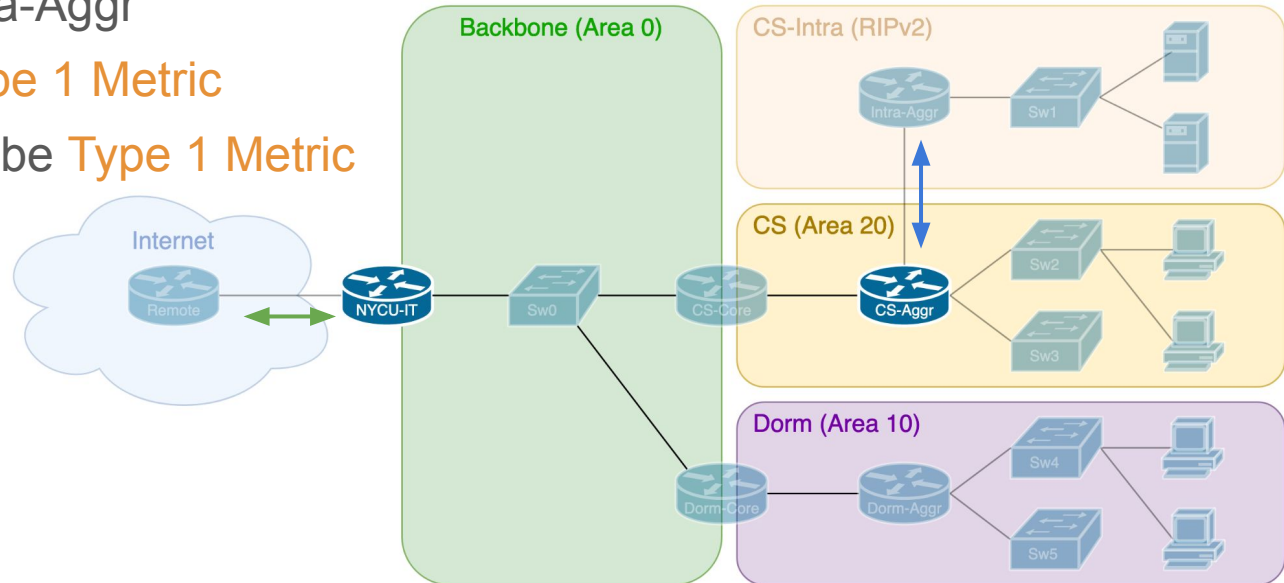 a-Aggr
pe 1 Metric
be Type 1 Metric
Backbone (Area 0)
CS-Intra (RIPv2)
Intra-Aggr
Sw1
Internet
Remote
NYCU-IT
Sw0
CS-Core
CS (Area 20)
CS-Aggr
Sw2
Sw3
Dorm (Area 10)
Dorm-Core
Dorm-Aggr
Sw4
Sw5